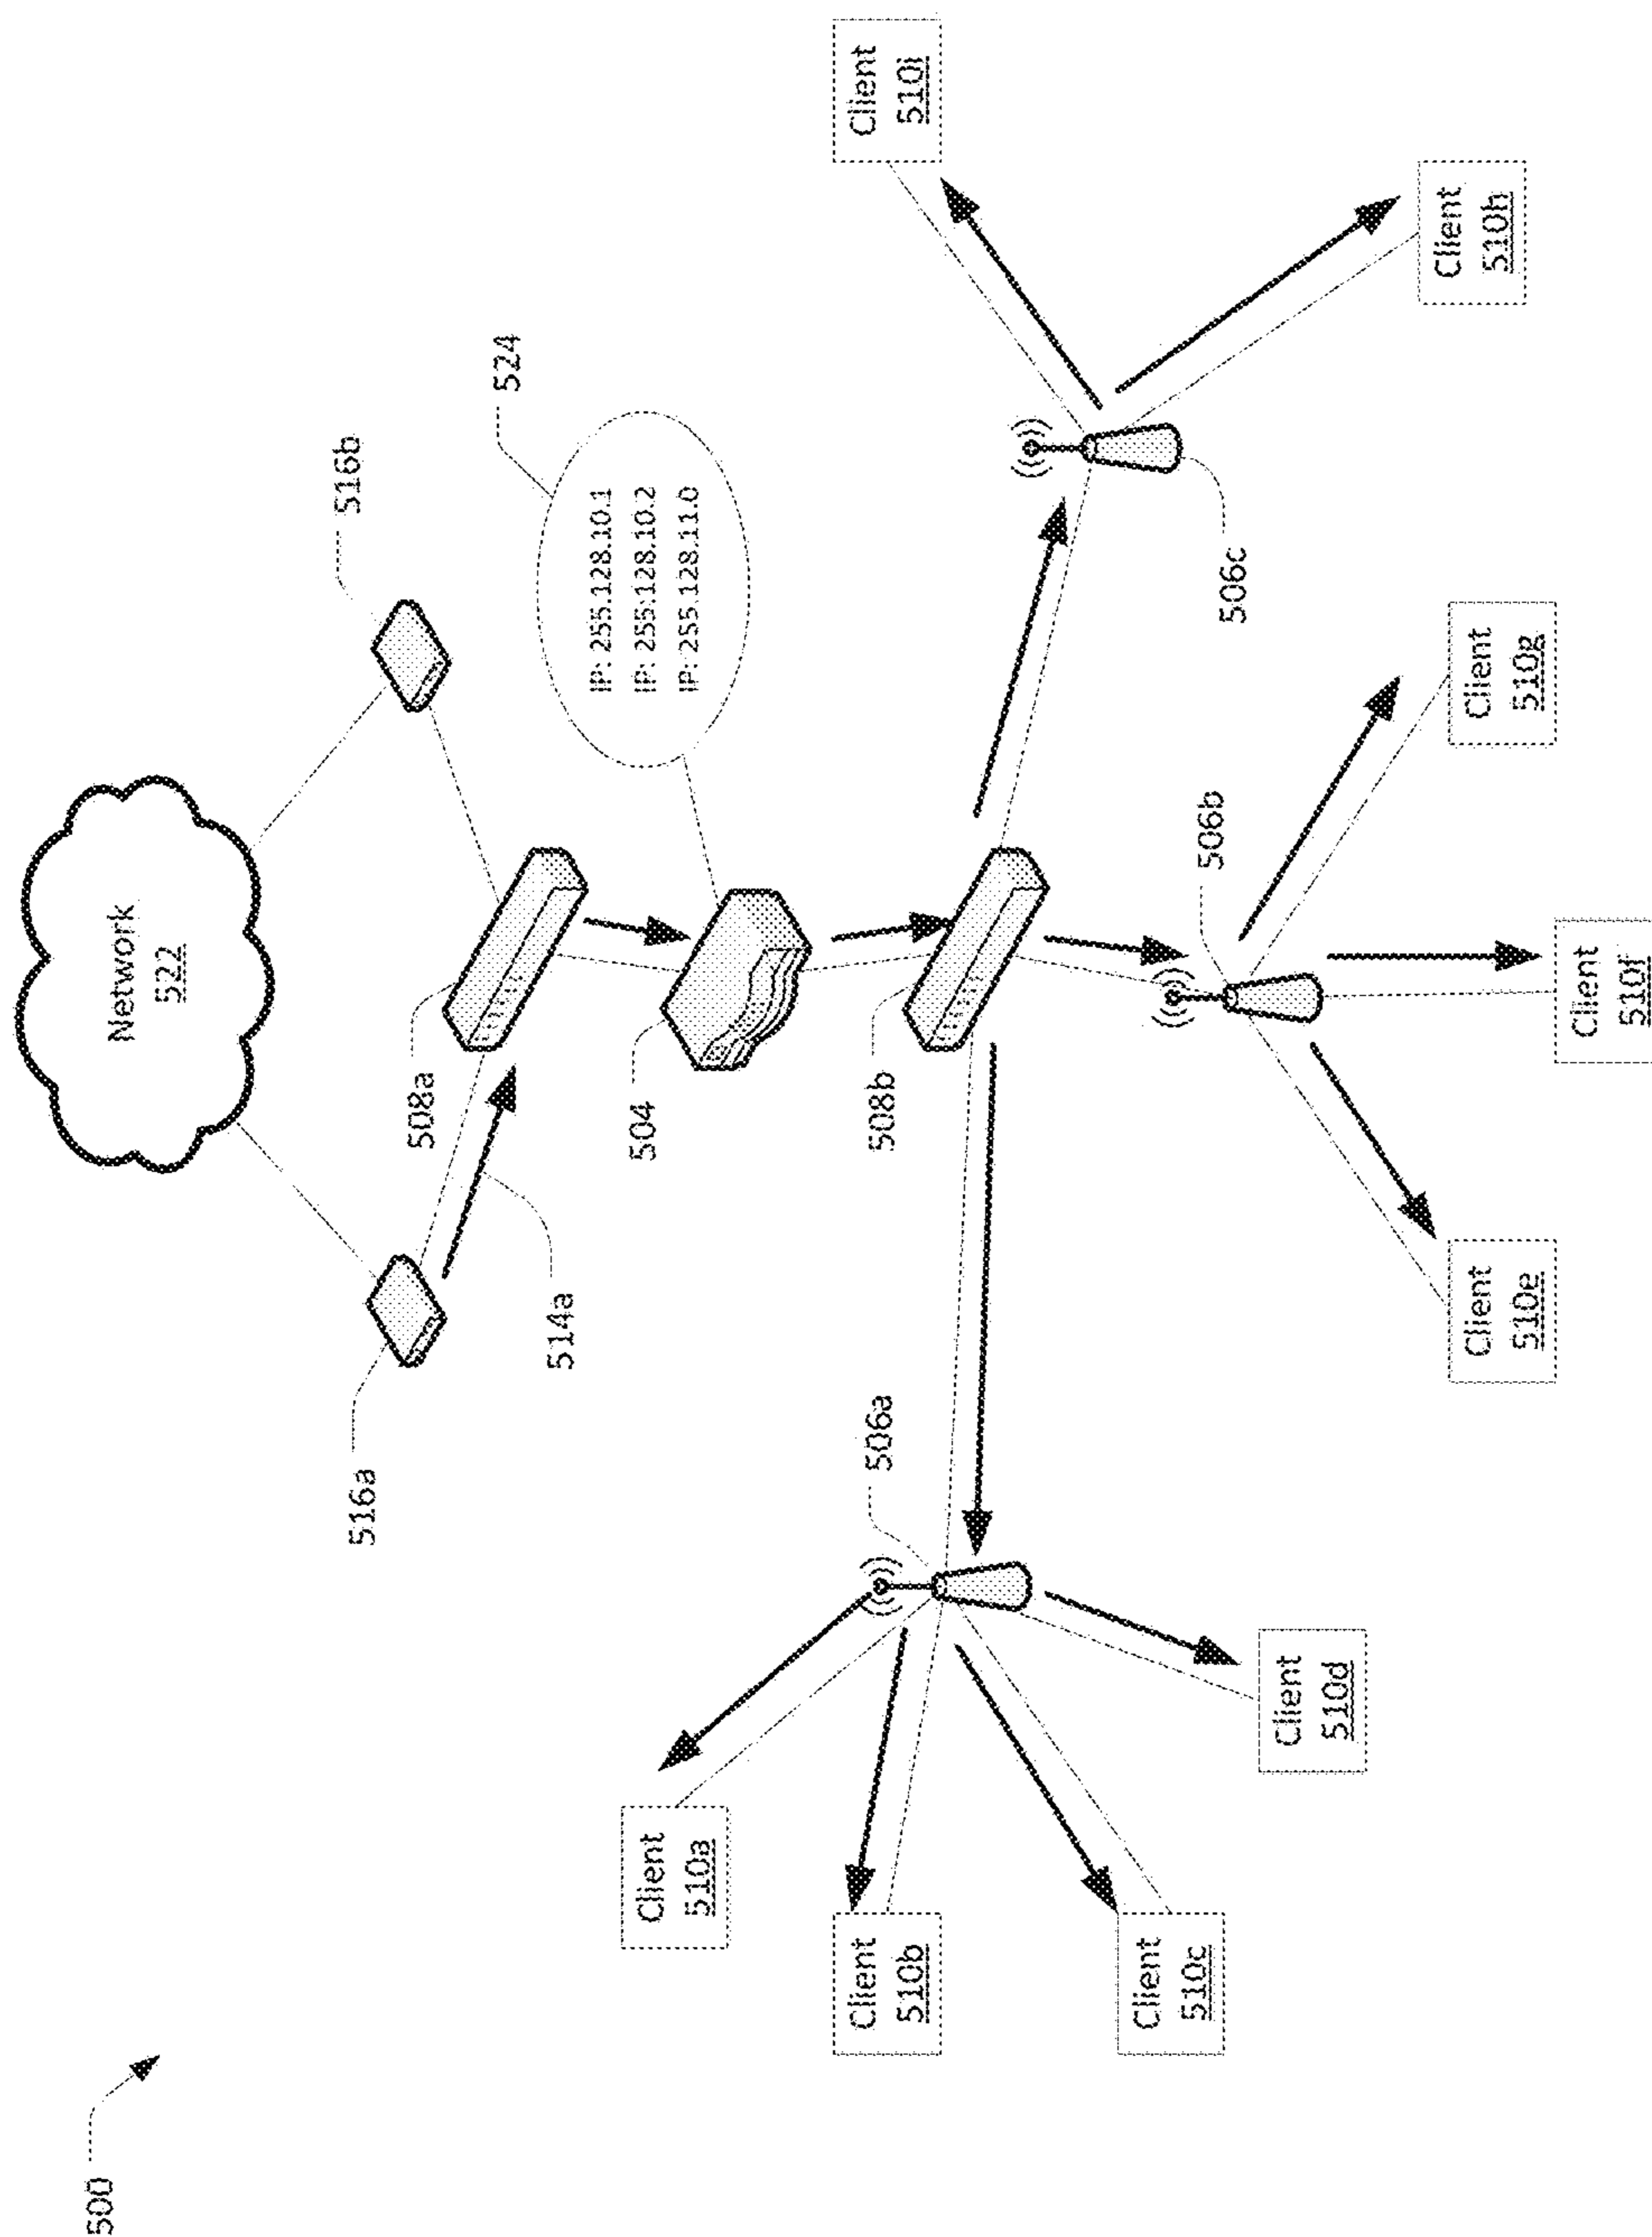 500
Network
522
516a
516b
514a
508a
524
504
IP: 255.128.10.1
IP: 255.128.10.2
IP: 255.128.11.0
508b
506a
506b
506c
Client
510a
Client
510b
Client
510c
Client
510d
Client
510e
Client
510f
Client
510g
Client
510h
Client
510i